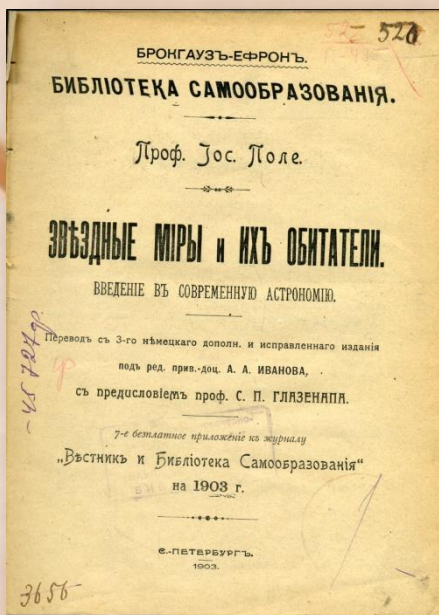 52- 520
БРОКГАУЗЪ-ЕФРОНЪ.
БИБЛІОТЕКА САМООБРАЗОВАНІЯ.
Проф. Іос. Поле.
ЗВѢЗДНЫЕ МІРЫ и ИХЪ ОБИТАТЕЛИ.
ВВЕДЕНІЕ ВЪ СОВРЕМЕННУЮ АСТРОНОМІЮ.
Переводъ съ 3-го нѣмецкаго дополн. и исправленнаго изданія
подъ ред. прив.-доц. А. А. ИВАНОВА,
съ предисловіемъ проф. С. П. ГЛАЗЕНАПА.
7-е безплатное приложеніе къ журналу
„Вѣстникъ и Библіотека Самообразованія“
на 1903 г.
С.-ПЕТЕРБУРГЪ.
1903.
3656